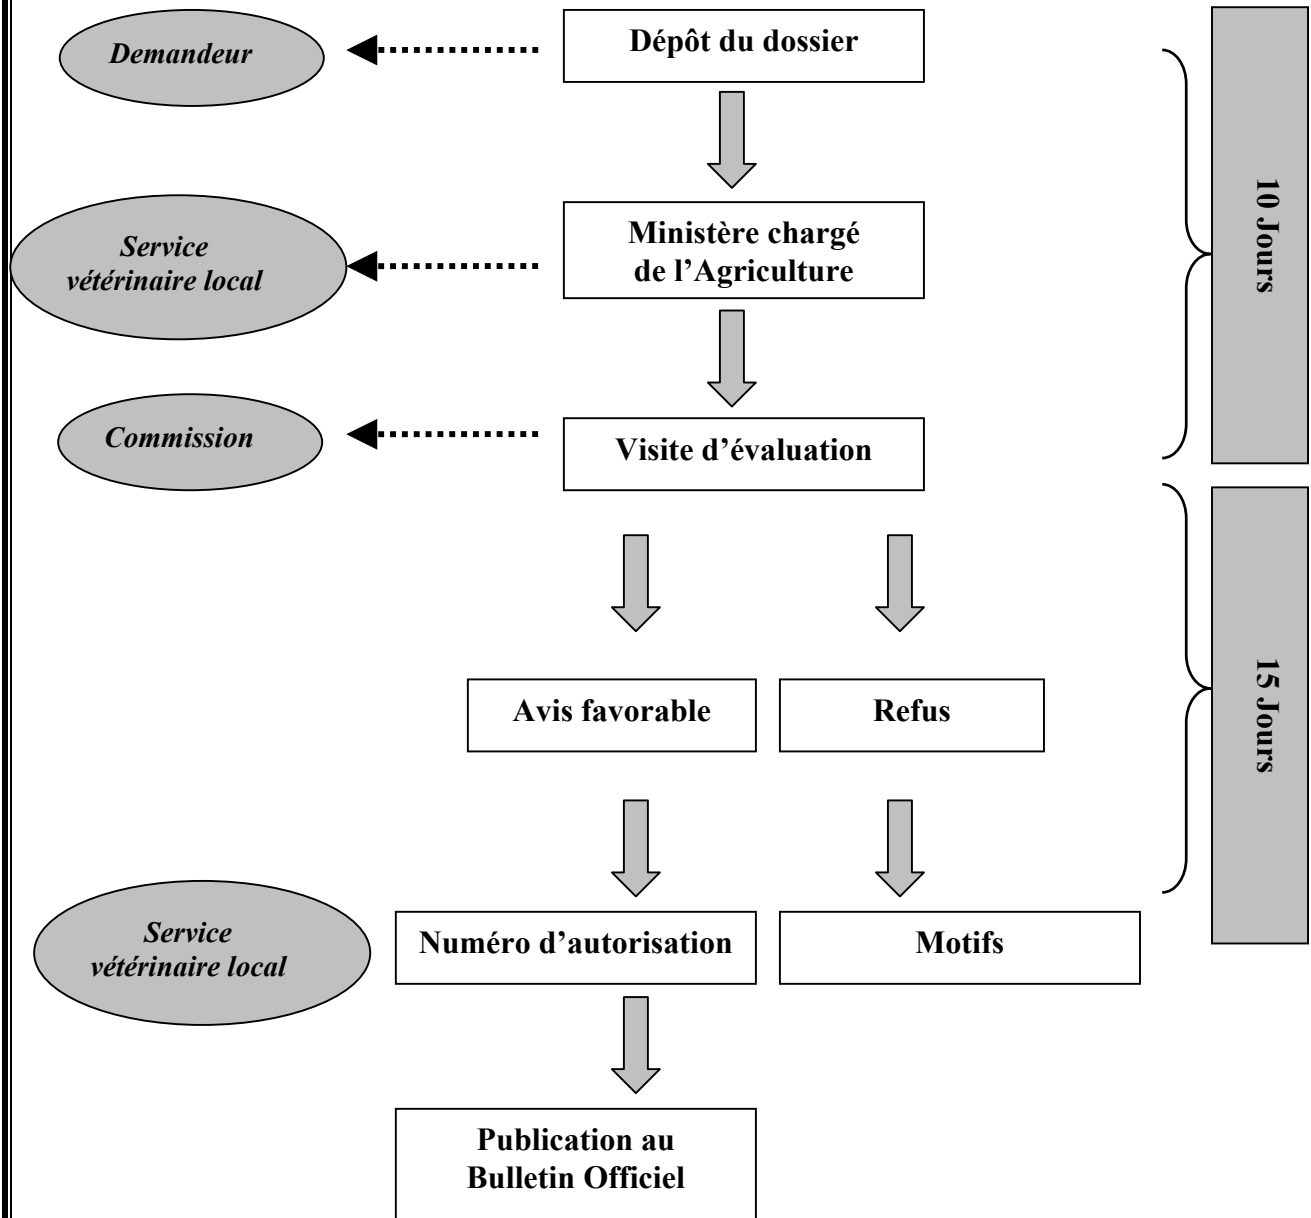 Demandeur
Dépôt du dossier
10 Jours
Service
vétérinaire local
Ministère chargé
de l’Agriculture
Commission
Visite d’évaluation
15 Jours
Avis favorable
Refus
Service
vétérinaire local
Numéro d’autorisation
Motifs
Publication au
Bulletin Officiel